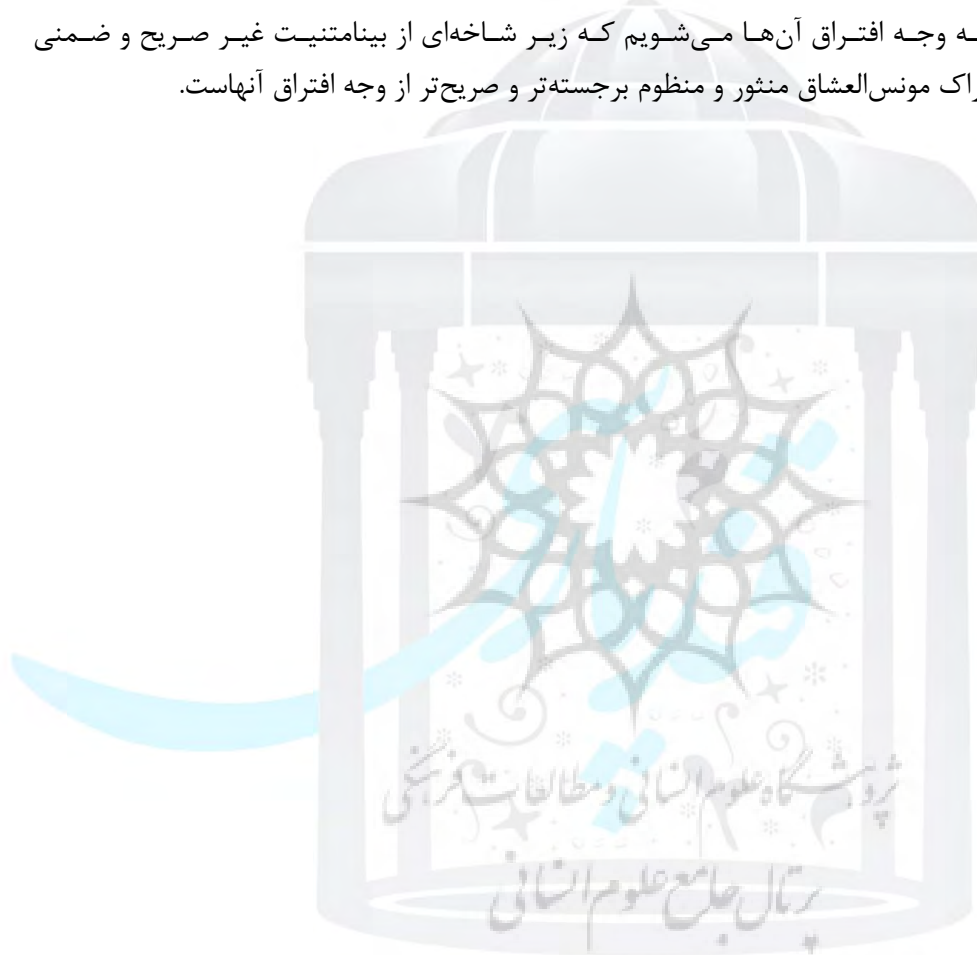 ـه وجـه افتـراق آن‌هـا مـی‌شـویم کـه زیـر شـاخه‌ای از بینامتنیـت غیـر صـریح و ضـمنی
راک مونس‌العشاق منثور و منظوم برجسته‌تر و صریح‌تر از وجه افتراق آنهاست.
پژوهشگاه علوم انسانی و مطالعات فرهنگی
پرتال جامع علوم انسانی